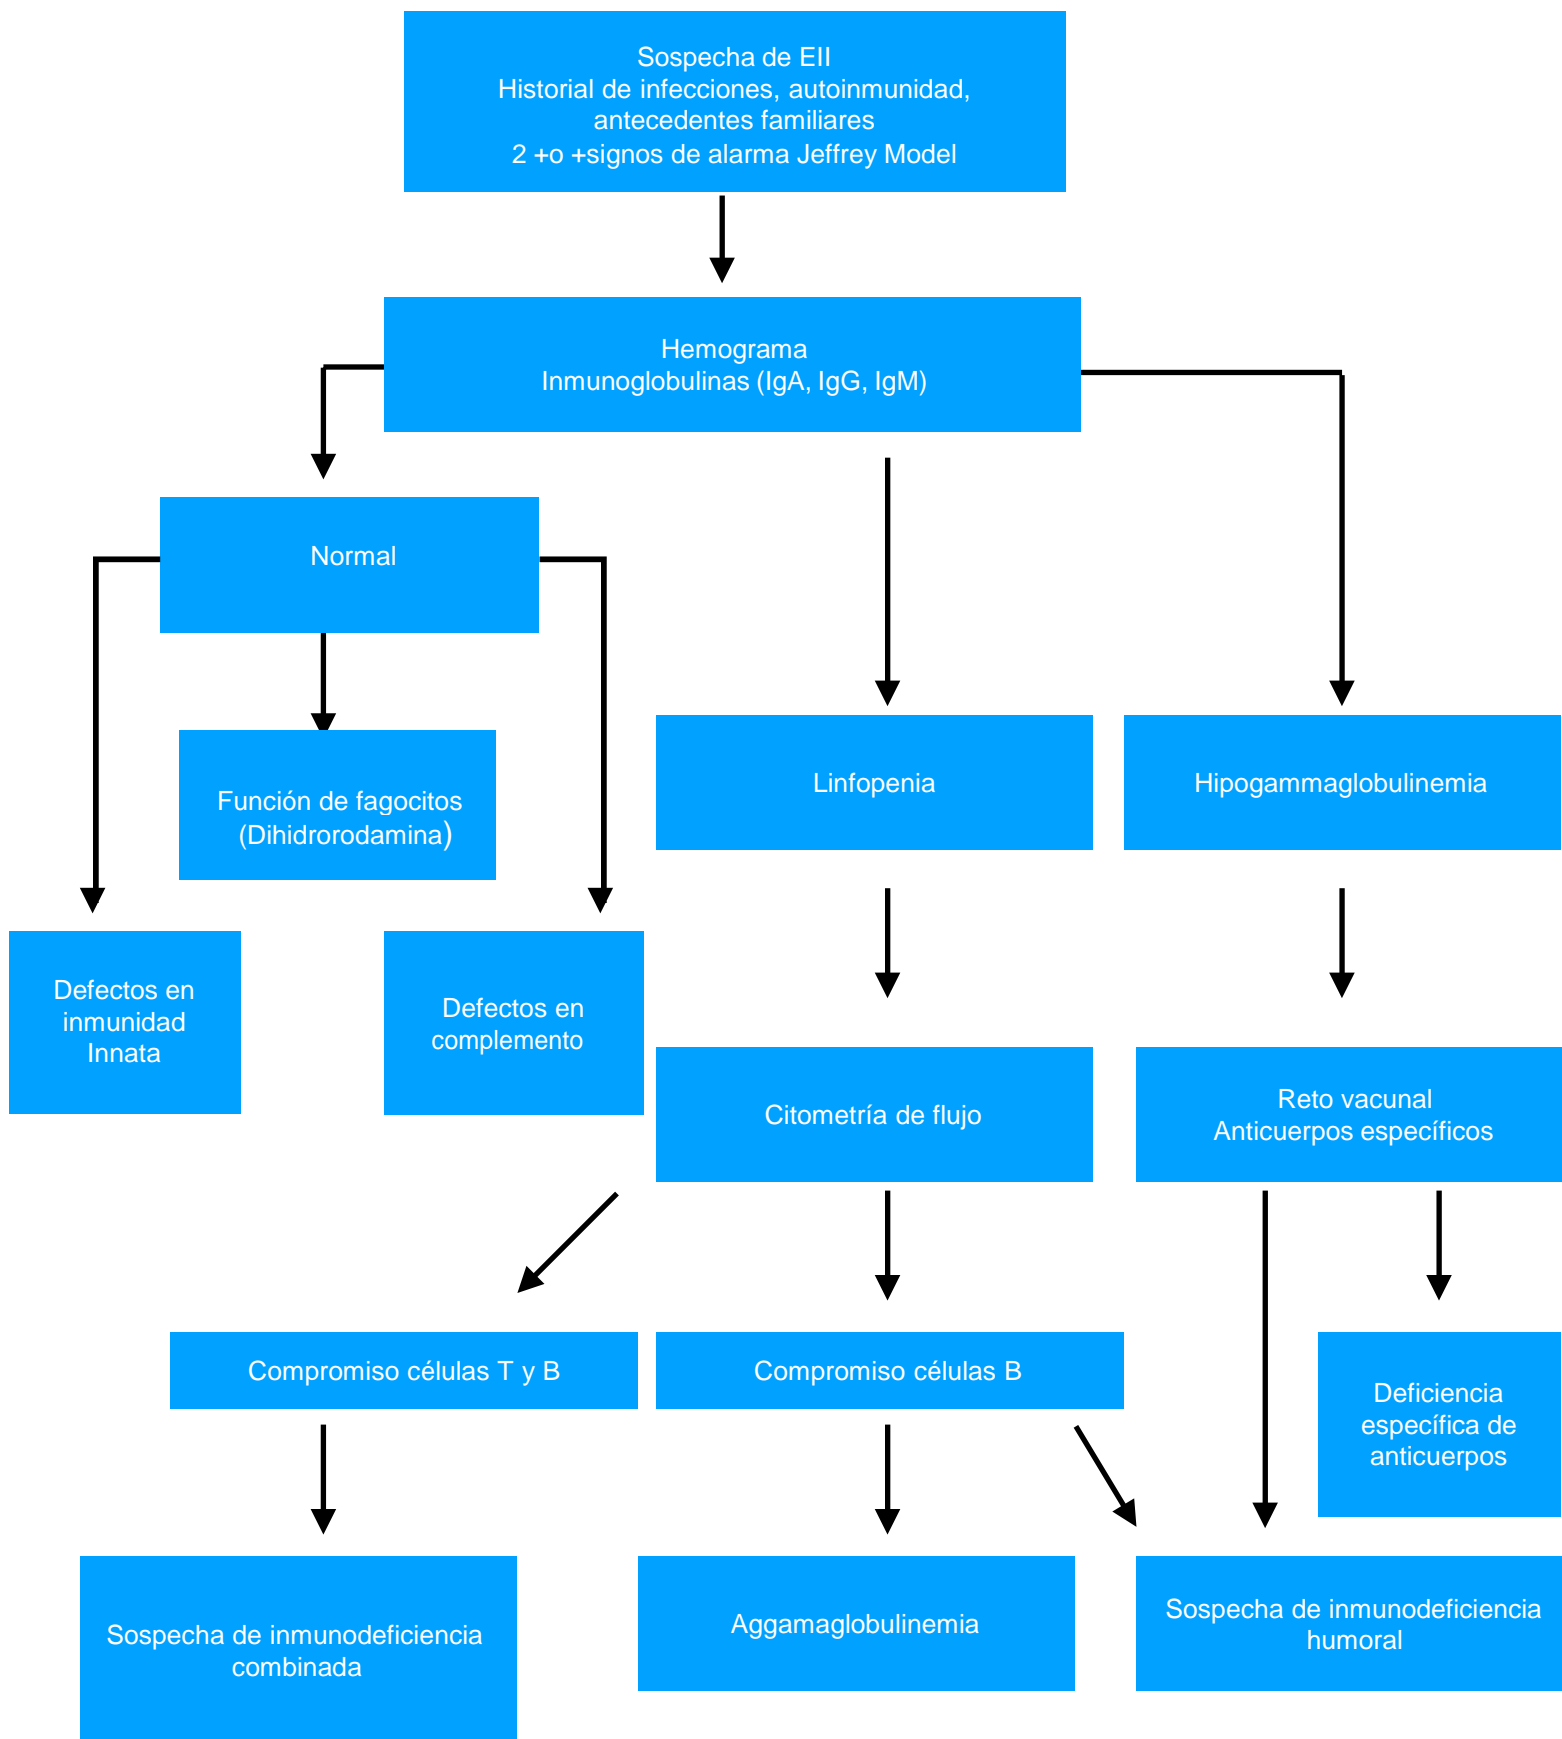 Sospecha de EII
Historial de infecciones, autoinmunidad,
antecedentes familiares
2 +o +signos de alarma Jeffrey Model
Hemograma
Inmunoglobulinas (IgA, IgG, IgM)
Normal
Función de fagocitos
(Dihidrorodamina)
Linfopenia
Hipogammaglobulinemia
Defectos en
inmunidad
Innata
Defectos en
complemento
Citometría de flujo
Reto vacunal
Anticuerpos específicos
Compromiso células T y B
Compromiso células B
Deficiencia
específica de
anticuerpos
Sospecha de inmunodeficiencia
combinada
Aggamaglobulinemia
Sospecha de inmunodeficiencia
humoral